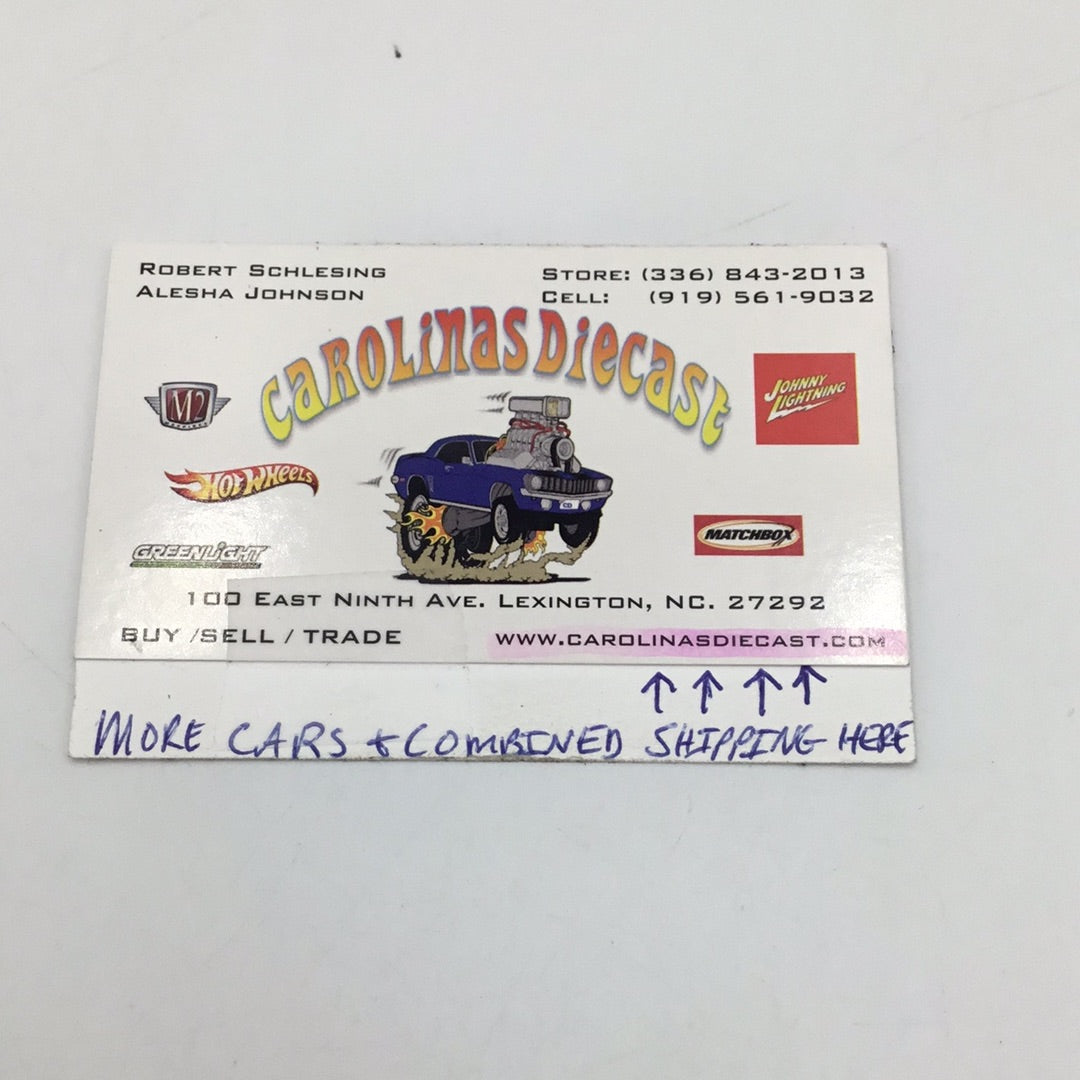 ROBERT SCHLESING
ALESHA JOHNSON
STORE: (336) 843-2013
CELL: (919) 561-9032
CAROLiNAS DiECAST
M2
JOHNNY
LIGHTNING
HOT WHEELS
MATCHBOX
GREENLiGHT
CD
100 EAST NINTH AVE. LEXINGTON, NC. 27292
BUY /SELL / TRADE
WWW.CAROLINASDIECAST.COM
MORE CARS + COMBINED SHIPPING HERE